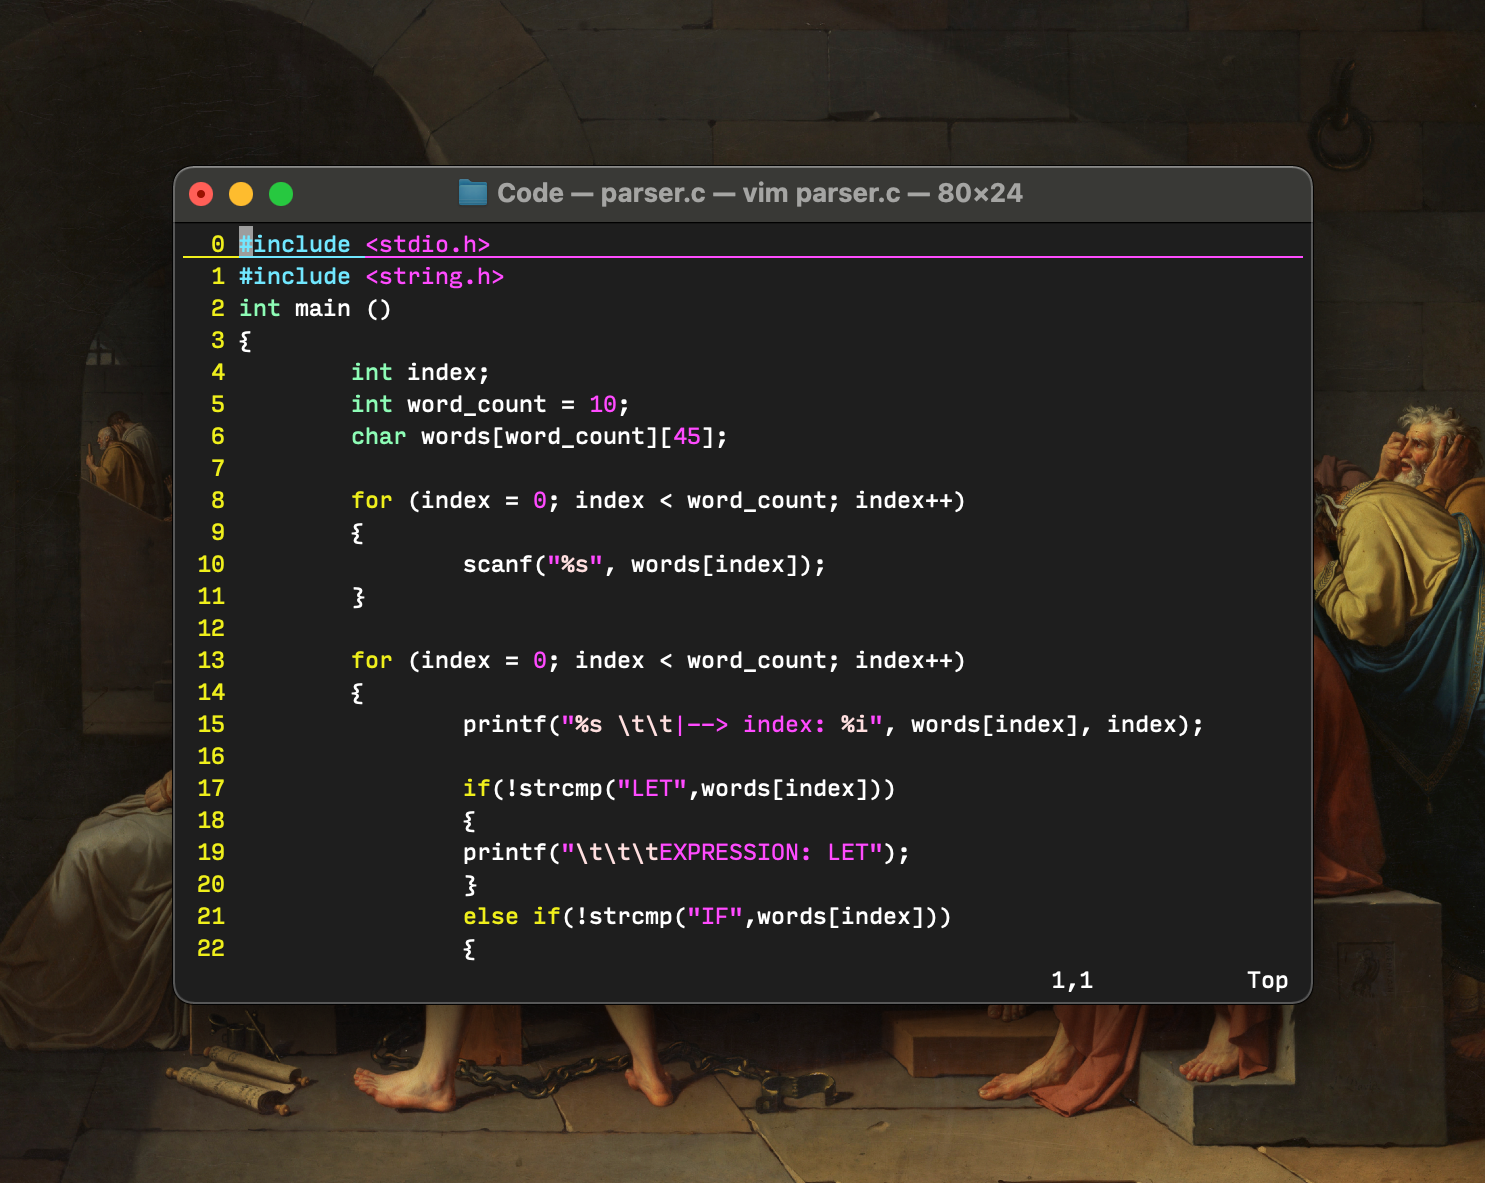 Code — parser.c — vim parser.c — 80×24
0 #include <stdio.h>
1 #include <string.h>
2 int main ()
3 {
4         int index;
5         int word_count = 10;
6         char words[word_count][45];
7
8         for (index = 0; index < word_count; index++)
9         {
10                 scanf("%s", words[index]);
11         }
12
13         for (index = 0; index < word_count; index++)
14         {
15                 printf("%s \t\t|--> index: %i", words[index], index);
16
17                 if(!strcmp("LET",words[index]))
18                 {
19                 printf("\t\t\tEXPRESSION: LET");
20                 }
21                 else if(!strcmp("IF",words[index]))
22                 {
1,1 Top